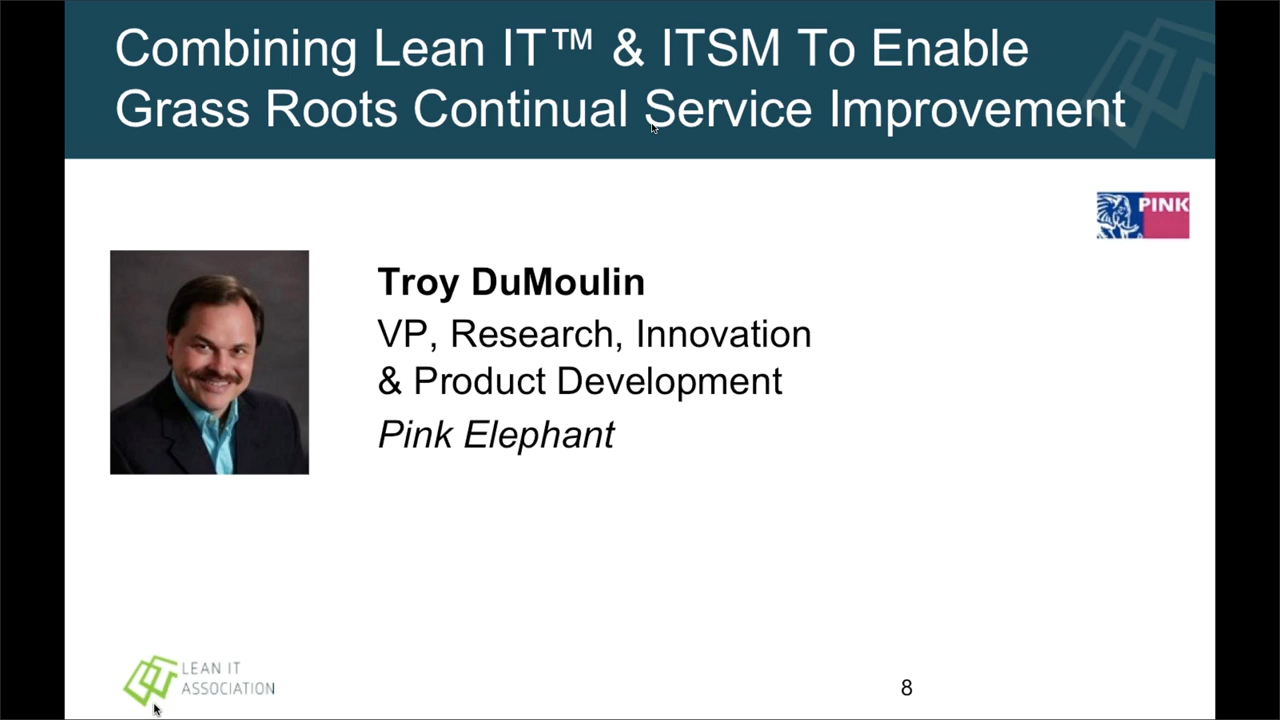 Combining Lean IT™ & ITSM To Enable
Grass Roots Continual Service Improvement
PINK
Troy DuMoulin
VP, Research, Innovation
& Product Development
Pink Elephant
LEAN IT
ASSOCIATION
8